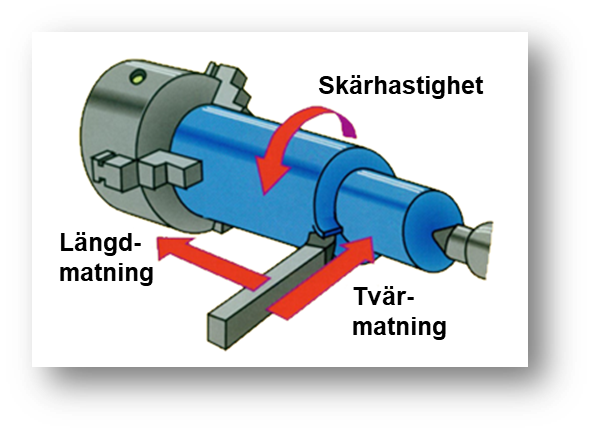 Skärhastighet
Längd-
matning
Tvär-
matning